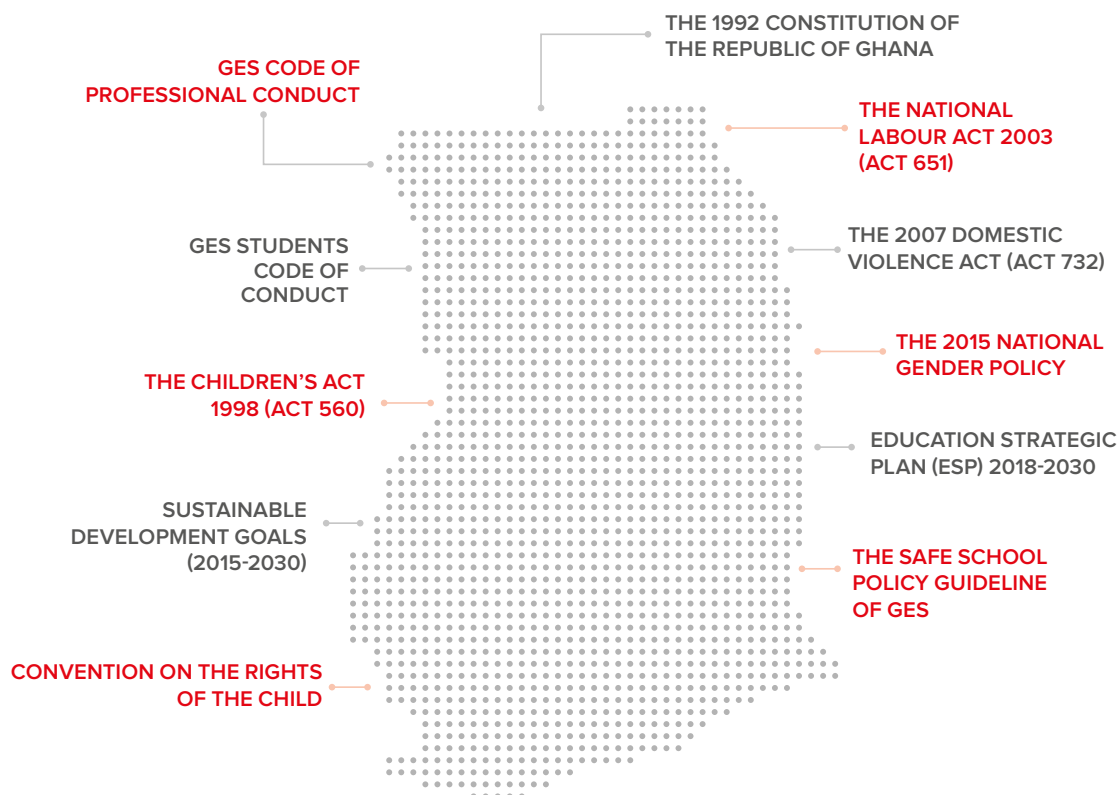 THE 1992 CONSTITUTION OF
THE REPUBLIC OF GHANA
GES CODE OF
PROFESSIONAL CONDUCT
THE NATIONAL
LABOUR ACT 2003
(ACT 651)
GES STUDENTS
CODE OF
CONDUCT
THE 2007 DOMESTIC
VIOLENCE ACT (ACT 732)
THE 2015 NATIONAL
GENDER POLICY
THE CHILDREN’S ACT
1998 (ACT 560)
EDUCATION STRATEGIC
PLAN (ESP) 2018-2030
SUSTAINABLE
DEVELOPMENT GOALS
(2015-2030)
THE SAFE SCHOOL
POLICY GUIDELINE
OF GES
CONVENTION ON THE RIGHTS
OF THE CHILD